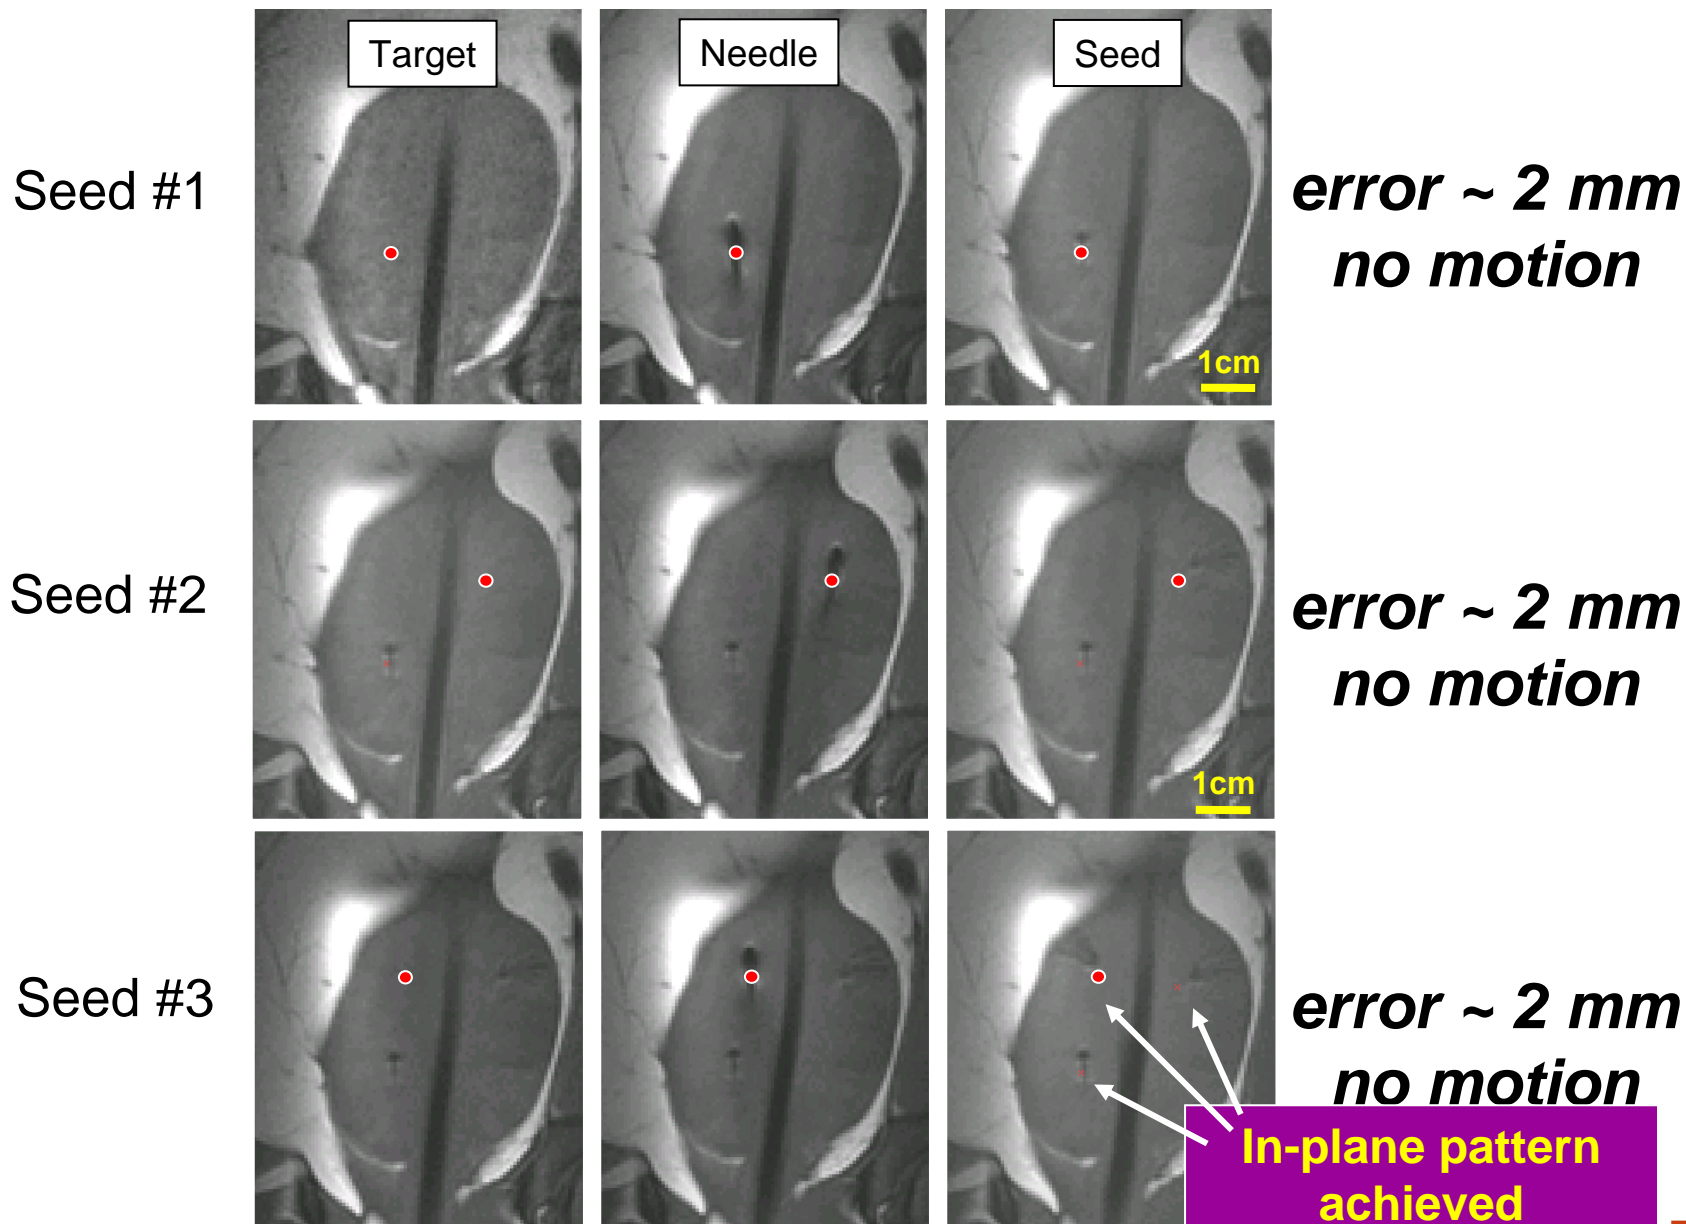 Target
Needle
Seed
Seed #1
error ~ 2 mm
no motion
1cm
Seed #2
error ~ 2 mm
no motion
1cm
Seed #3
error ~ 2 mm
no motion
In-plane pattern
achieved